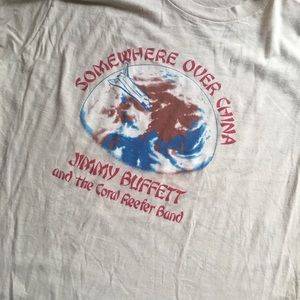 SOMEWHERE OVER CHINA
JIMMY BUFFETT
and the Coral Reefer Band